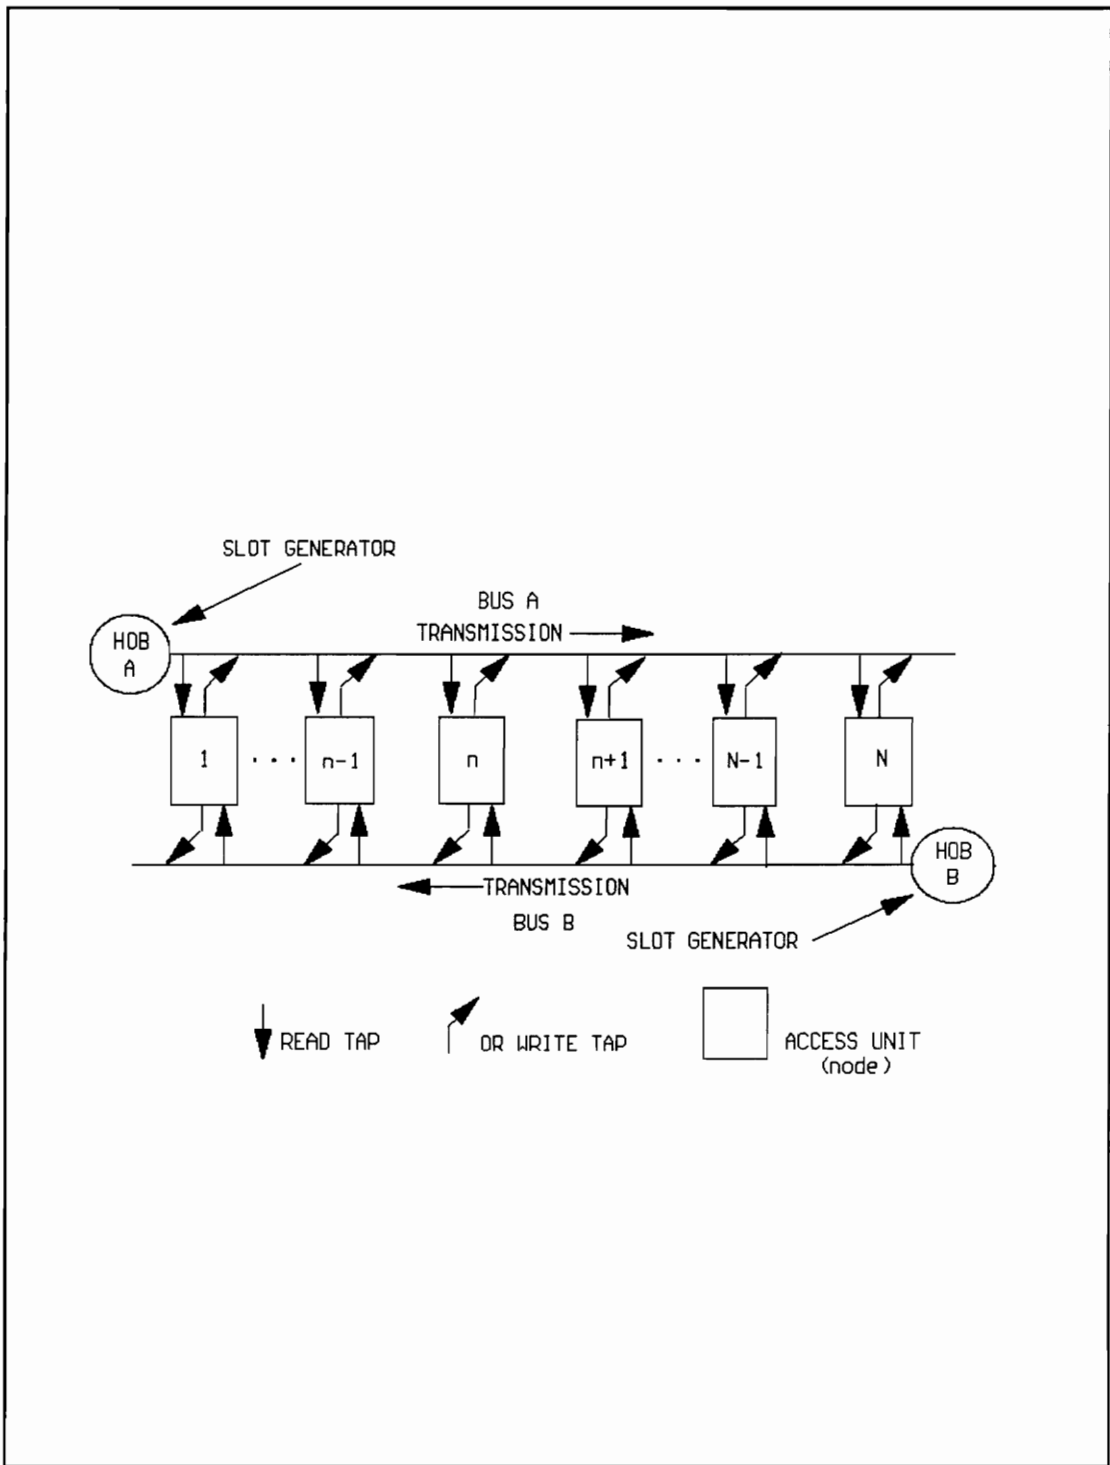 SLOT GENERATOR
BUS A
TRANSMISSION
HOB
A
1
. . .
n-1
n
n+1
. . .
N-1
N
HOB
B
TRANSMISSION
BUS B
SLOT GENERATOR
READ TAP
OR WRITE TAP
ACCESS UNIT
(node)